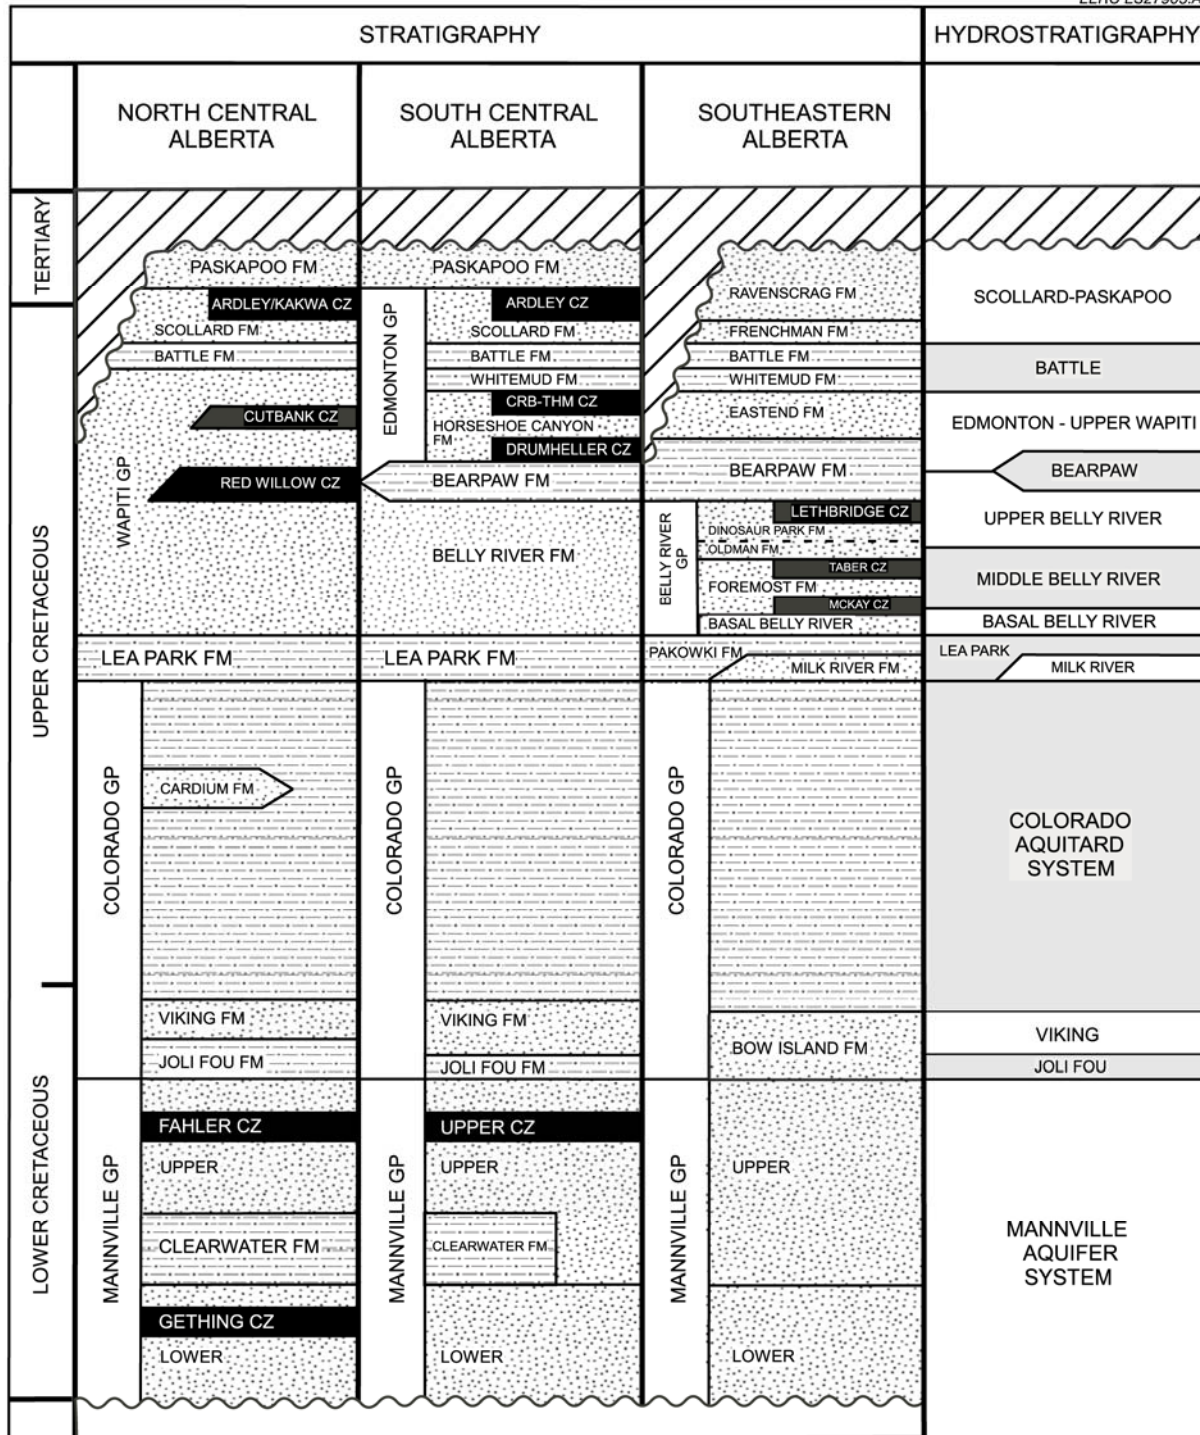 STRATIGRAPHY
HYDROSTRATIGRAPHY
NORTH CENTRAL
ALBERTA
SOUTH CENTRAL
ALBERTA
SOUTHEASTERN
ALBERTA
TERTIARY
UPPER CRETACEOUS
LOWER CRETACEOUS
PASKAPOO FM
ARDLEY/KAKWA CZ
SCOLLARD FM
BATTLE FM
CUTBANK CZ
RED WILLOW CZ
WAPITI GP
LEA PARK FM
COLORADO GP
CARDIUM FM
VIKING FM
JOLI FOU FM
MANNVILLE GP
FAHLER CZ
UPPER
CLEARWATER FM
GETHING CZ
LOWER
PASKAPOO FM
EDMONTON GP
ARDLEY CZ
SCOLLARD FM
BATTLE FM
WHITEMUD FM
CRB-THM CZ
HORSESHOE CANYON
FM
DRUMHELLER CZ
BEARPAW FM
BELLY RIVER FM
LEA PARK FM
COLORADO GP
VIKING FM
JOLI FOU FM
MANNVILLE GP
UPPER CZ
UPPER
CLEARWATER FM
LOWER
RAVENSCRAG FM
FRENCHMAN FM
BATTLE FM
WHITEMUD FM
EASTEND FM
BEARPAW FM
BELLY RIVER
GP
LETHBRIDGE CZ
DINOSAUR PARK FM
OLDMAN FM
TABER CZ
FOREMOST FM
MCKAY CZ
BASAL BELLY RIVER
PAKOWKI FM
MILK RIVER FM
COLORADO GP
BOW ISLAND FM
MANNVILLE GP
UPPER
LOWER
SCOLLARD-PASKAPOO
BATTLE
EDMONTON - UPPER WAPITI
BEARPAW
UPPER BELLY RIVER
MIDDLE BELLY RIVER
BASAL BELLY RIVER
LEA PARK
MILK RIVER
COLORADO
AQUITARD
SYSTEM
VIKING
JOLI FOU
MANNVILLE
AQUIFER
SYSTEM